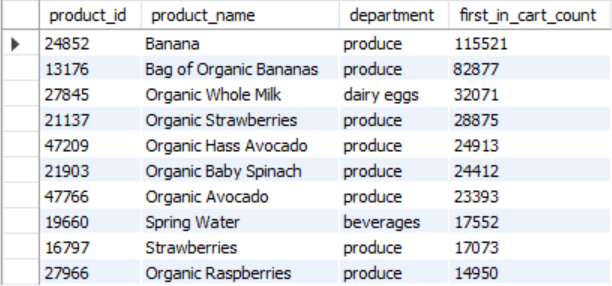 product_id product_name department first_in_cart_count
24852 Banana produce 115521
13176 Bag of Organic Bananas produce 82877
27845 Organic Whole Milk dairy eggs 32071
21137 Organic Strawberries produce 28875
47209 Organic Hass Avocado produce 24913
21903 Organic Baby Spinach produce 24412
47766 Organic Avocado produce 23393
19660 Spring Water beverages 17552
16797 Strawberries produce 17073
27966 Organic Raspberries produce 14950